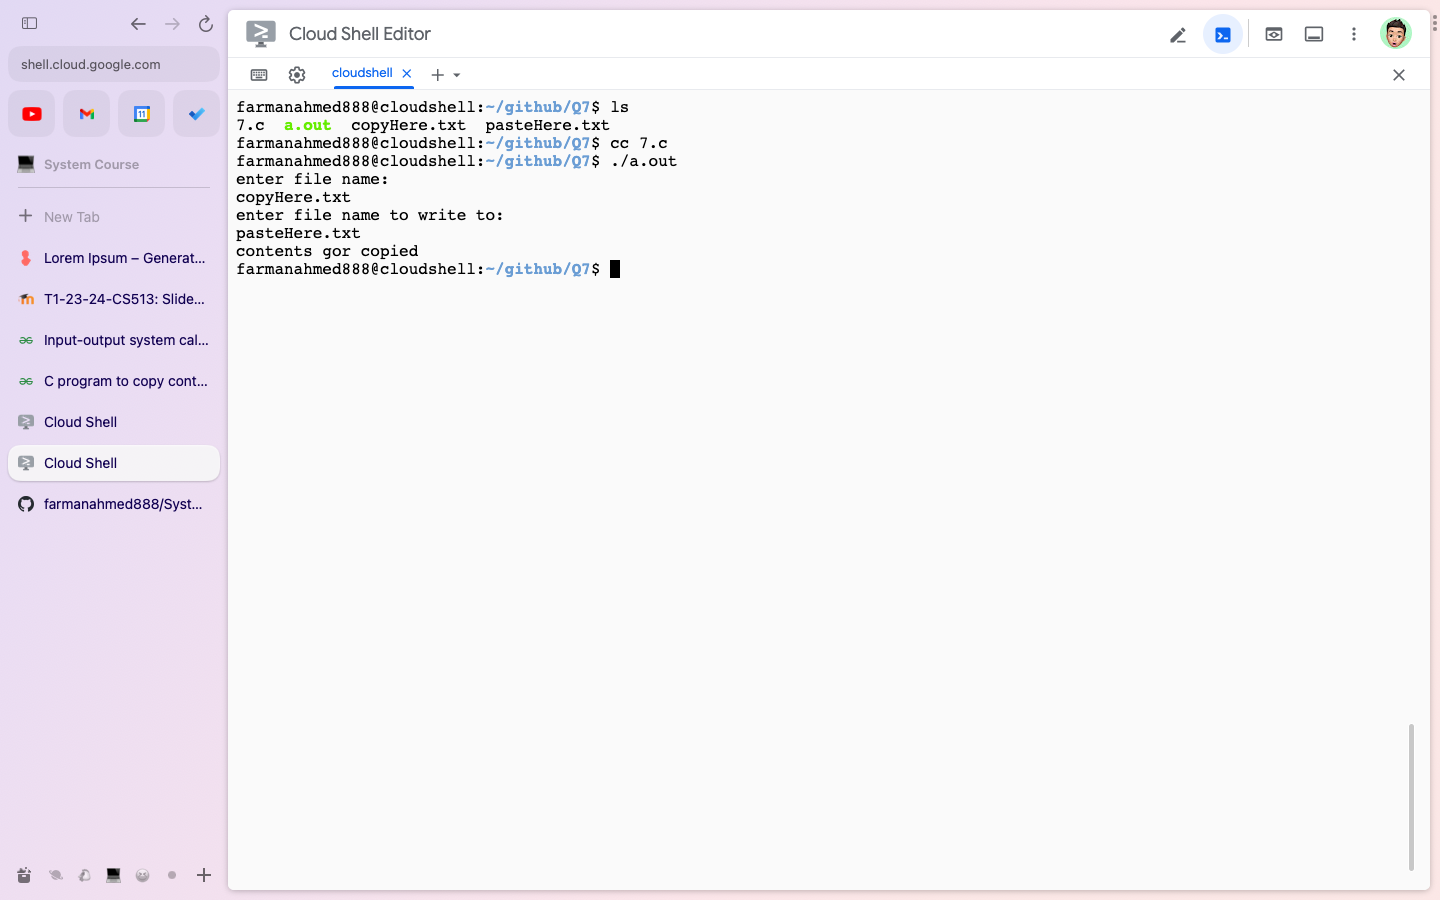 shell.cloud.google.com
11
System Course
New Tab
Lorem Ipsum – Generat...
T1-23-24-CS513: Slide...
Input-output system cal...
C program to copy cont...
Cloud Shell
Cloud Shell
farmanahmed888/Syst...
Cloud Shell Editor
cloudshell
farmanahmed888@cloudshell:~/github/Q7$ ls
7.c  a.out  copyHere.txt  pasteHere.txt
farmanahmed888@cloudshell:~/github/Q7$ cc 7.c
farmanahmed888@cloudshell:~/github/Q7$ ./a.out
enter file name:
copyHere.txt
enter file name to write to:
pasteHere.txt
contents gor copied
farmanahmed888@cloudshell:~/github/Q7$